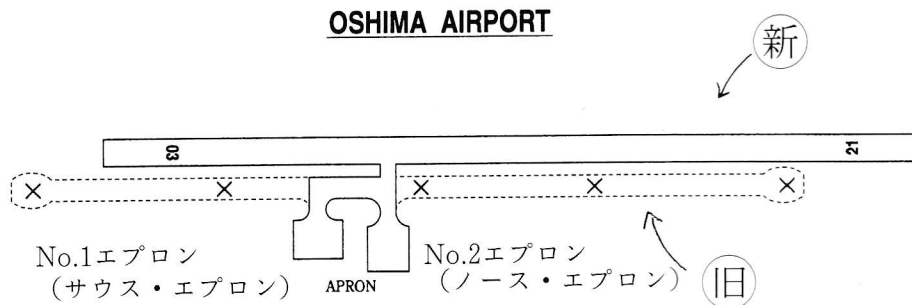 OSHIMA AIRPORT
新
03
21
No.1エプロン
(サウス・エプロン)
APRON
No.2エプロン
(ノース・エプロン)
旧